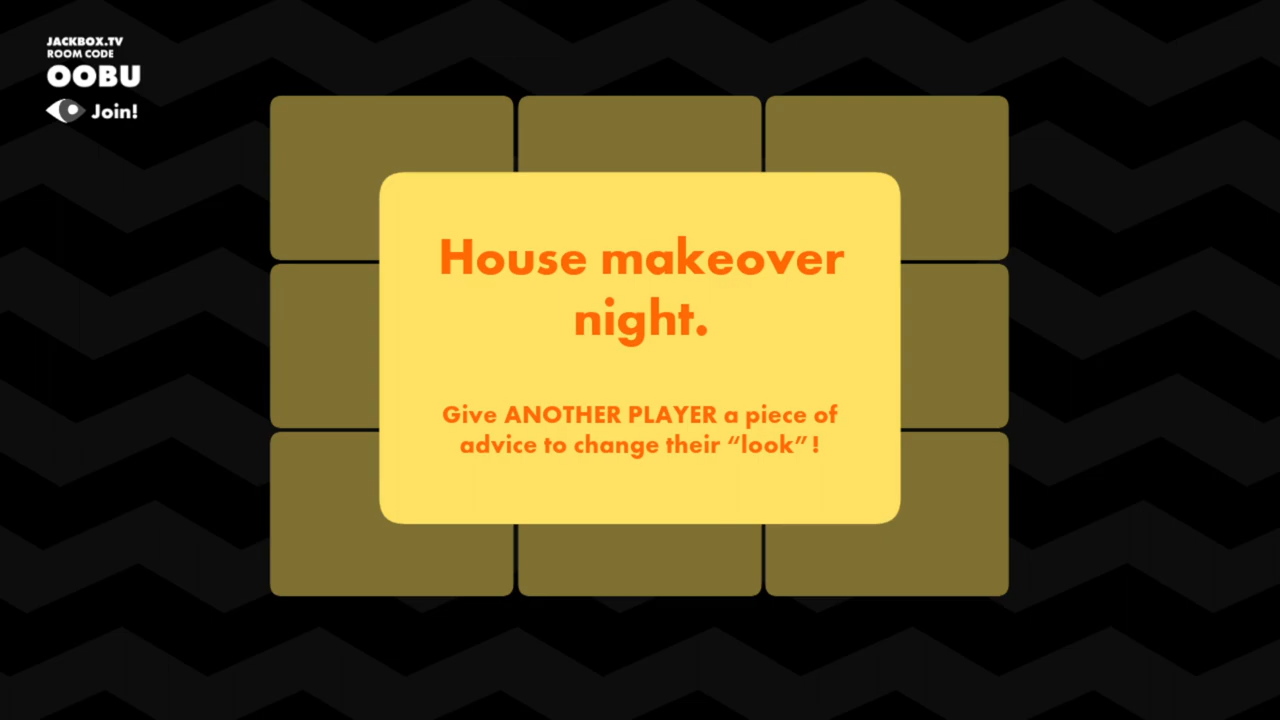 JACKBOX.TV
ROOM CODE
OOBU
Join!
House makeover
night.
Give ANOTHER PLAYER a piece of
advice to change their “look”!